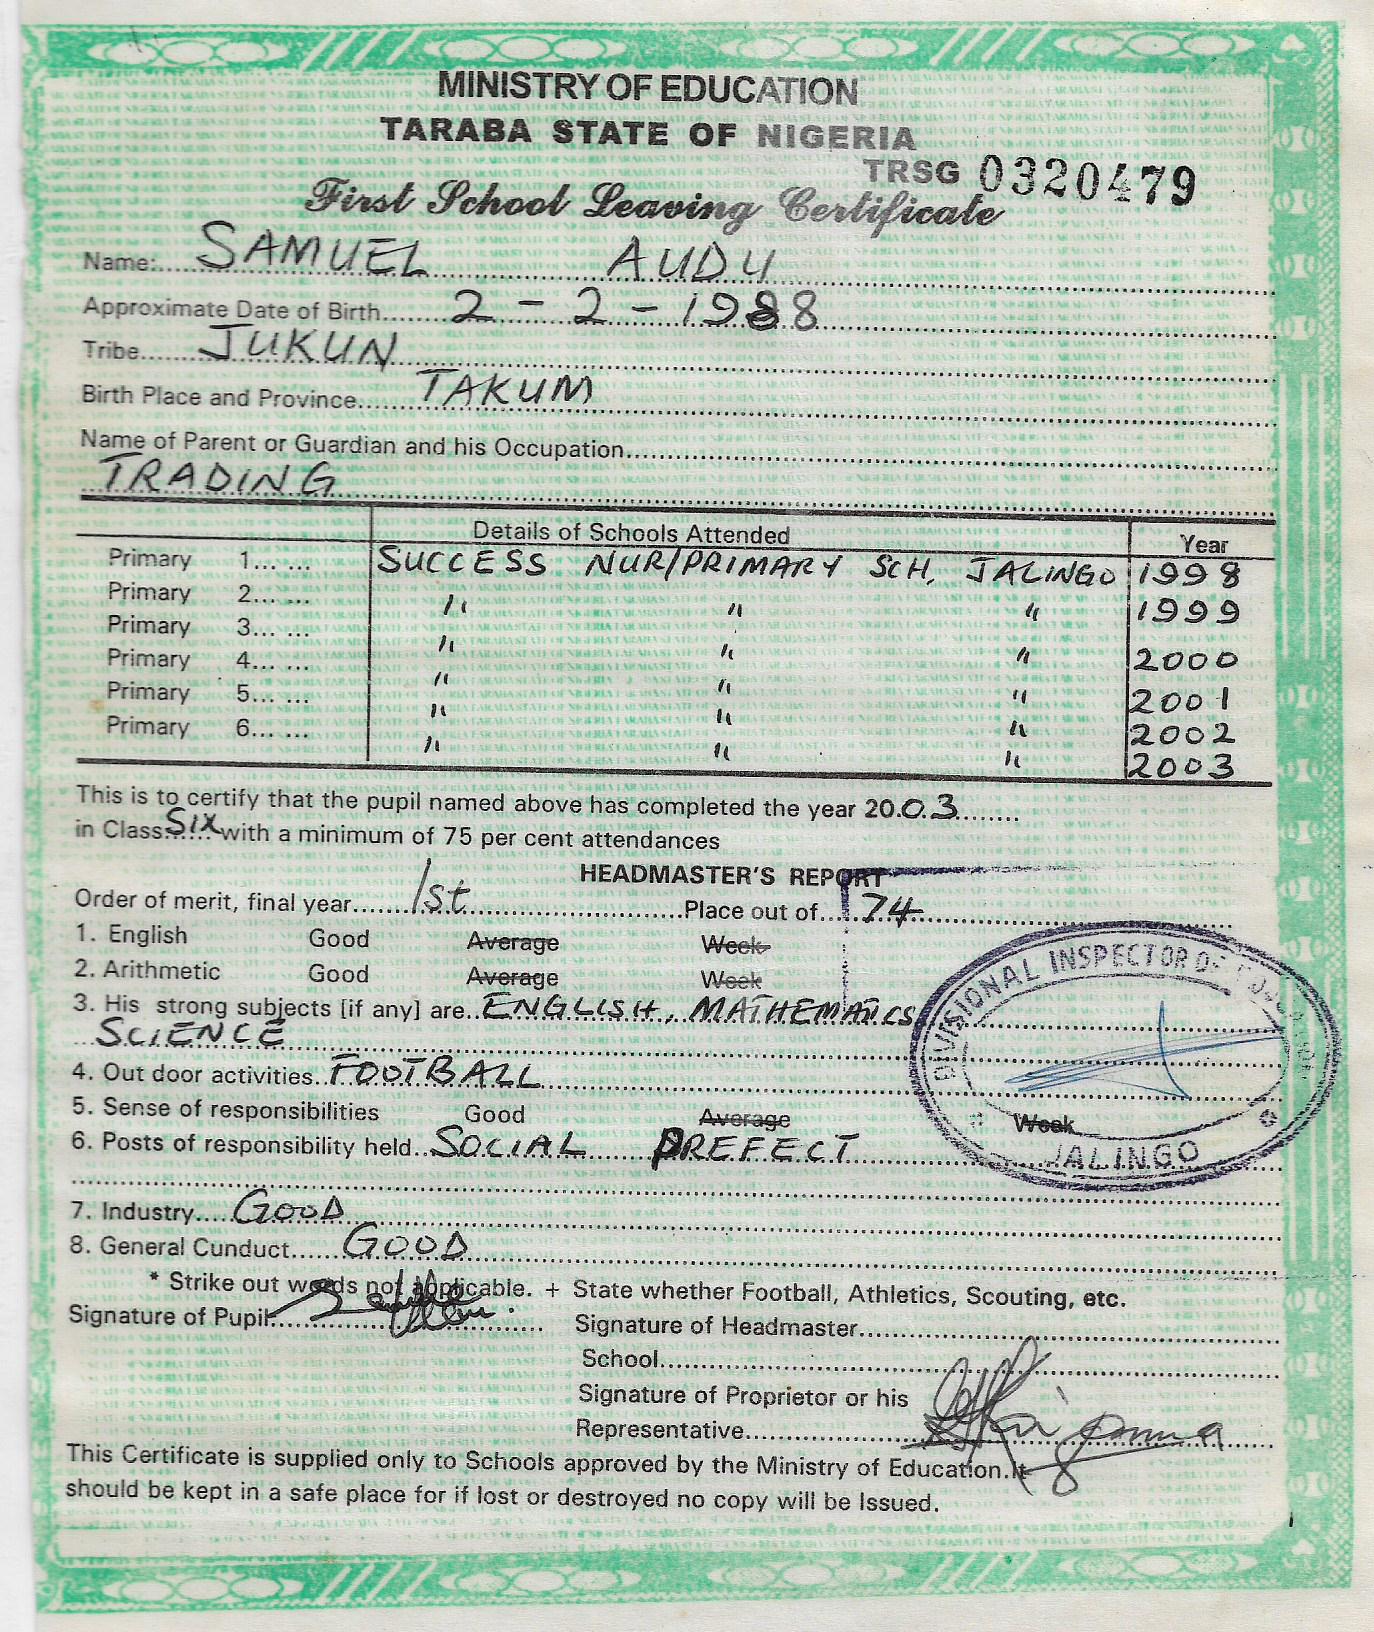 MINISTRY OF EDUCATION
TARABA STATE OF NIGERIA
TRSG 0320479
First School Leaving Certificate
Name:....SAMUEL AUDU
Approximate Date of Birth....2 - 2 - 1988
Tribe....JUKUN
Birth Place and Province....TAKUM
Name of Parent or Guardian and his Occupation....
TRADING
Details of Schools Attended Year
Primary 1... ... SUCCESS NUR/PRIMARY SCH, JALINGO 1998
Primary 2... ... " " " 1999
Primary 3... ... " " " 2000
Primary 4... ... " " " 2001
Primary 5... ... " " " 2002
Primary 6... ... " " " 2003
This is to certify that the pupil named above has completed the year 20.03....
in Class:SIX with a minimum of 75 per cent attendances
HEADMASTER'S REPORT
Order of merit, final year....1st....Place out of....74
1. English Good Average Week
2. Arithmetic Good Average Week
3. His strong subjects [if any] are..ENGLISH, MATHEMATICS
SCIENCE
4. Out door activities..FOOTBALL
5. Sense of responsibilities Good Average Week
6. Posts of responsibility held..SOCIAL PREFECT
7. Industry....GOOD
8. General Cunduct....GOOD
* Strike out words not applicable. + State whether Football, Athletics, Scouting, etc.
Signature of Pupil....
Signature of Headmaster....
School....
Signature of Proprietor or his
Representative....
This Certificate is supplied only to Schools approved by the Ministry of Education. It
should be kept in a safe place for if lost or destroyed no copy will be Issued.
DIVISIONAL INSPECTOR OF EDUCATION
JALINGO